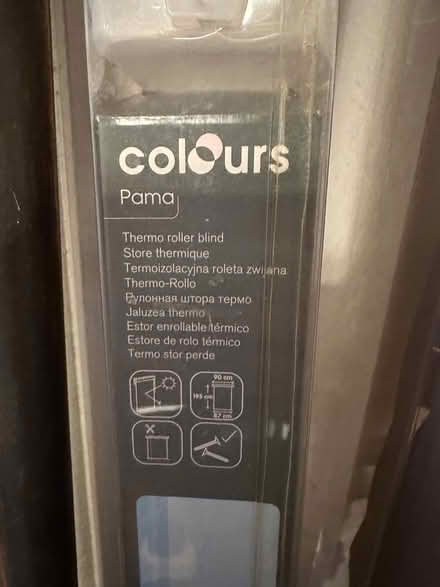 colours
Pama
Thermo roller blind
Store thermique
Termoizolacyjna roleta zwijana
Thermo-Rollo
Рулонная штора термо
Jaluzea thermo
Estor enrollable térmico
Estore de rolo térmico
Termo stor perde
90 cm
195 cm
87 cm